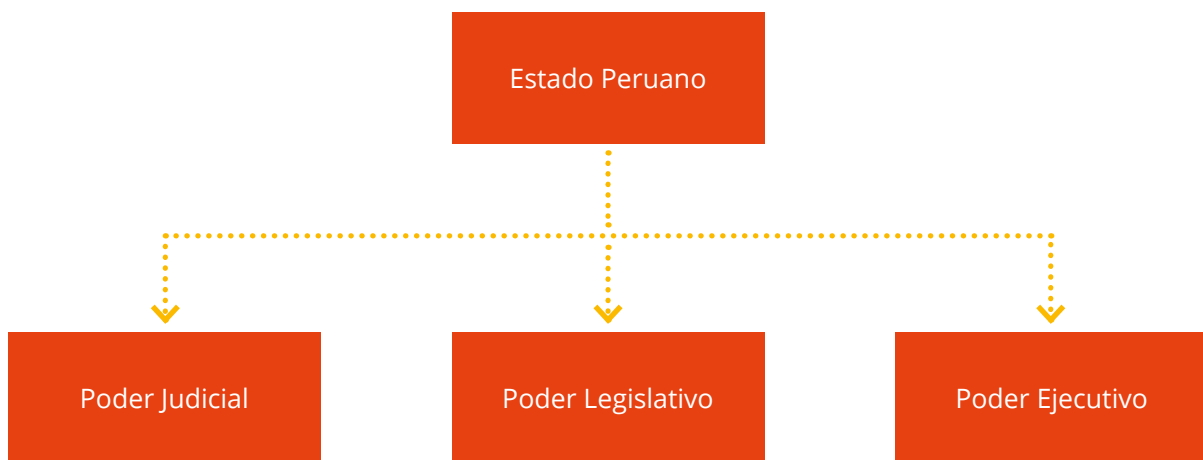 Estado Peruano
Poder Judicial
Poder Legislativo
Poder Ejecutivo